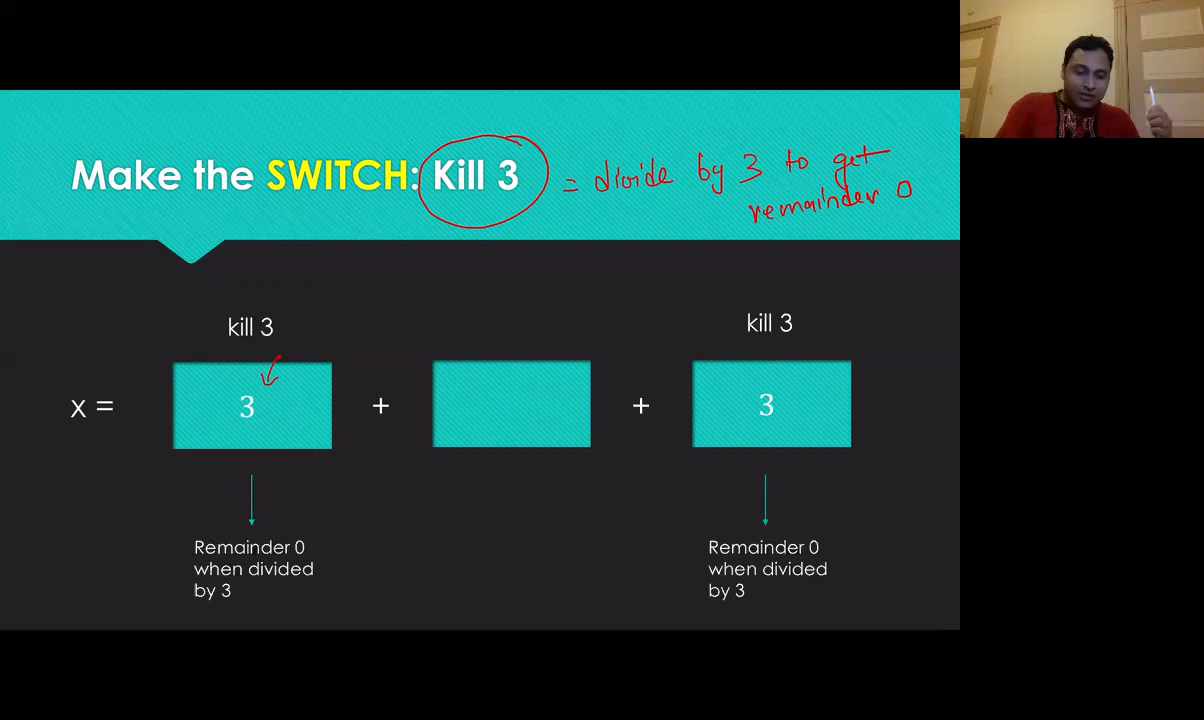 Make the SWITCH: Kill 3 = divide by 3 to get
remainder 0
kill 3 kill 3
x = 3 + + 3
Remainder 0 Remainder 0
when divided when divided
by 3 by 3